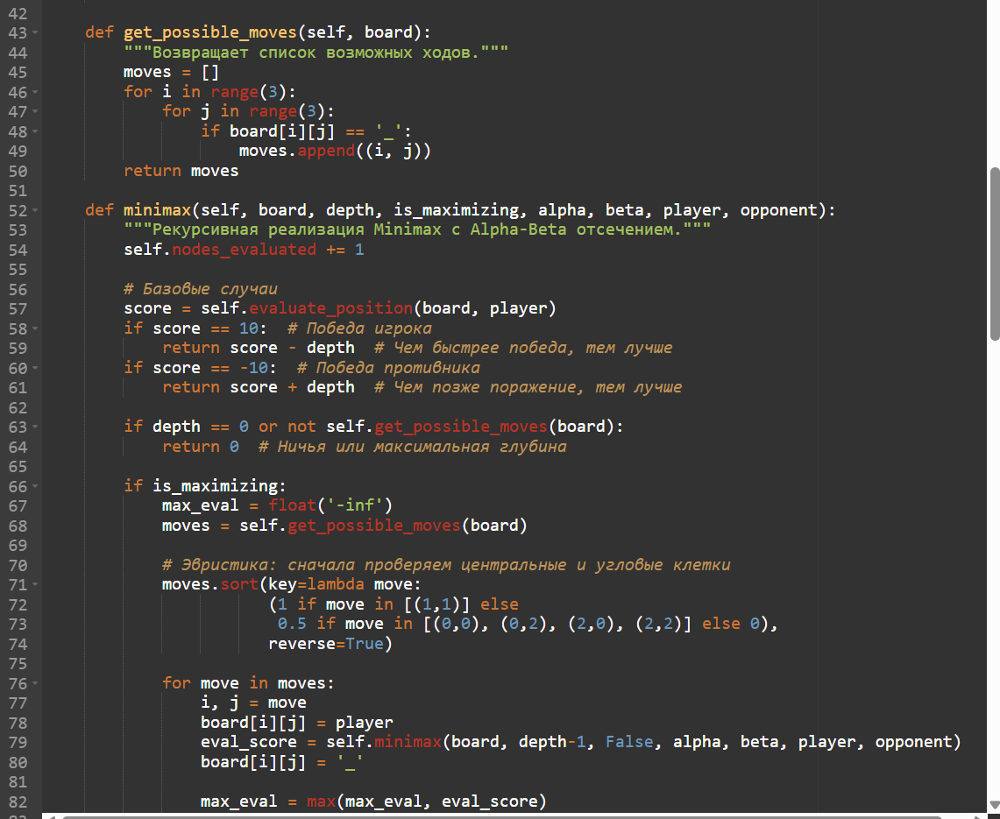 42
43 def get_possible_moves(self, board):
44 """Возвращает список возможных ходов."""
45 moves = []
46 for i in range(3):
47 for j in range(3):
48 if board[i][j] == '_':
49 moves.append((i, j))
50 return moves
51
52 def minimax(self, board, depth, is_maximizing, alpha, beta, player, opponent):
53 """Рекурсивная реализация Minimax с Alpha-Beta отсечением."""
54 self.nodes_evaluated += 1
55
56 # Базовые случаи
57 score = self.evaluate_position(board, player)
58 if score == 10: # Победа игрока
59 return score - depth # Чем быстрее победа, тем лучше
60 if score == -10: # Победа противника
61 return score + depth # Чем позже поражение, тем лучше
62
63 if depth == 0 or not self.get_possible_moves(board):
64 return 0 # Ничья или максимальная глубина
65
66 if is_maximizing:
67 max_eval = float('-inf')
68 moves = self.get_possible_moves(board)
69
70 # Эвристика: сначала проверяем центральные и угловые клетки
71 moves.sort(key=lambda move:
72 (1 if move in [(1,1)] else
73 0.5 if move in [(0,0), (0,2), (2,0), (2,2)] else 0),
74 reverse=True)
75
76 for move in moves:
77 i, j = move
78 board[i][j] = player
79 eval_score = self.minimax(board, depth-1, False, alpha, beta, player, opponent)
80 board[i][j] = '_'
81
82 max_eval = max(max_eval, eval_score)